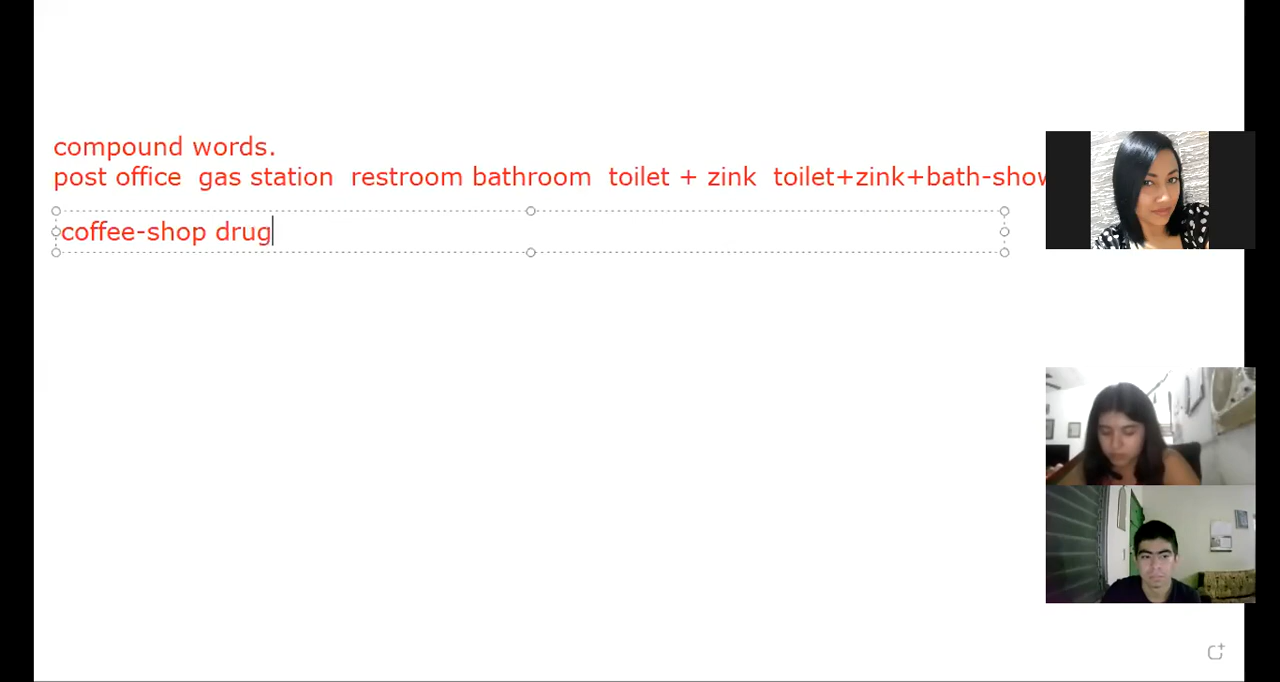 compound words.
post office gas station restroom bathroom toilet + zink toilet+zink+bath-show
coffee-shop drug